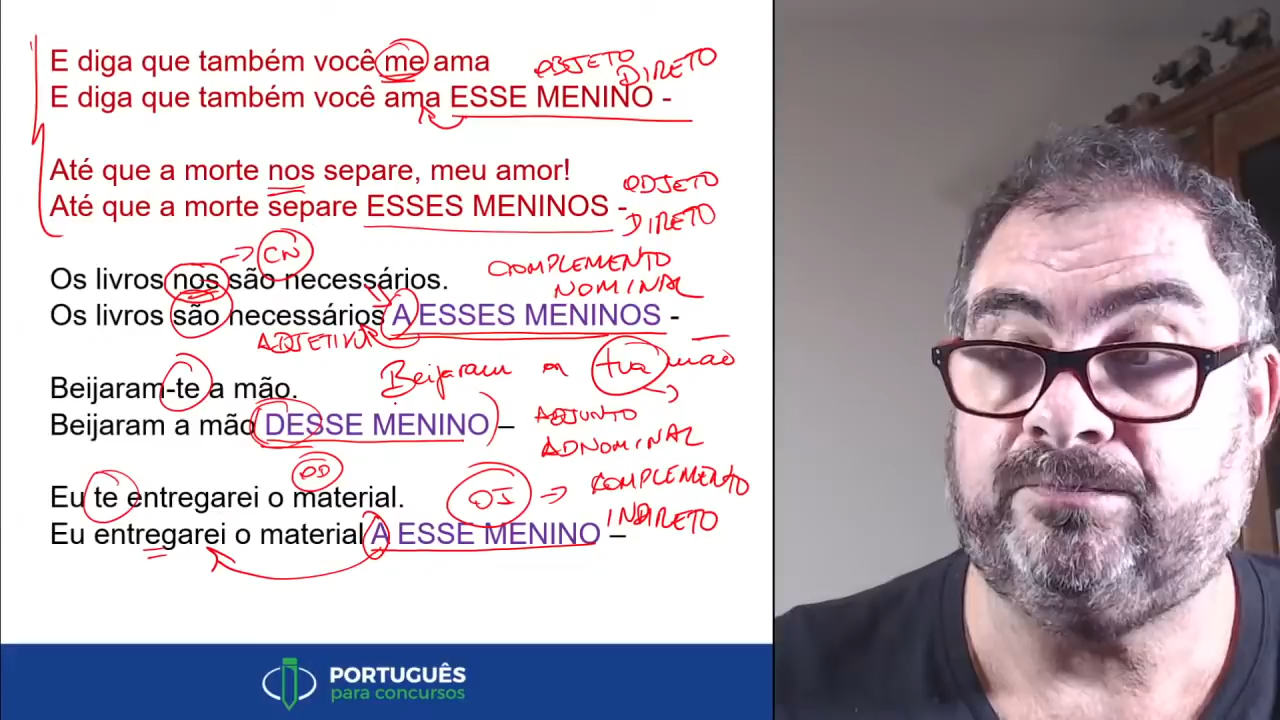 E diga que também você me ama OBJETO DIRETO
E diga que também você ama ESSE MENINO -
Até que a morte nos separe, meu amor!
Até que a morte separe ESSES MENINOS - OBJETO DIRETO
CN
Os livros nos são necessários. COMPLEMENTO NOMINAL
Os livros são necessários A ESSES MENINOS -
ADJETIVO
Beijaram a tua mão
Beijaram-te a mão.
Beijaram a mão DESSE MENINO – ADJUNTO ADNOMINAL
OD
Eu te entregarei o material. OI COMPLEMENTO INDIRETO
Eu entregarei o material A ESSE MENINO –
PORTUGUÊS
para concursos